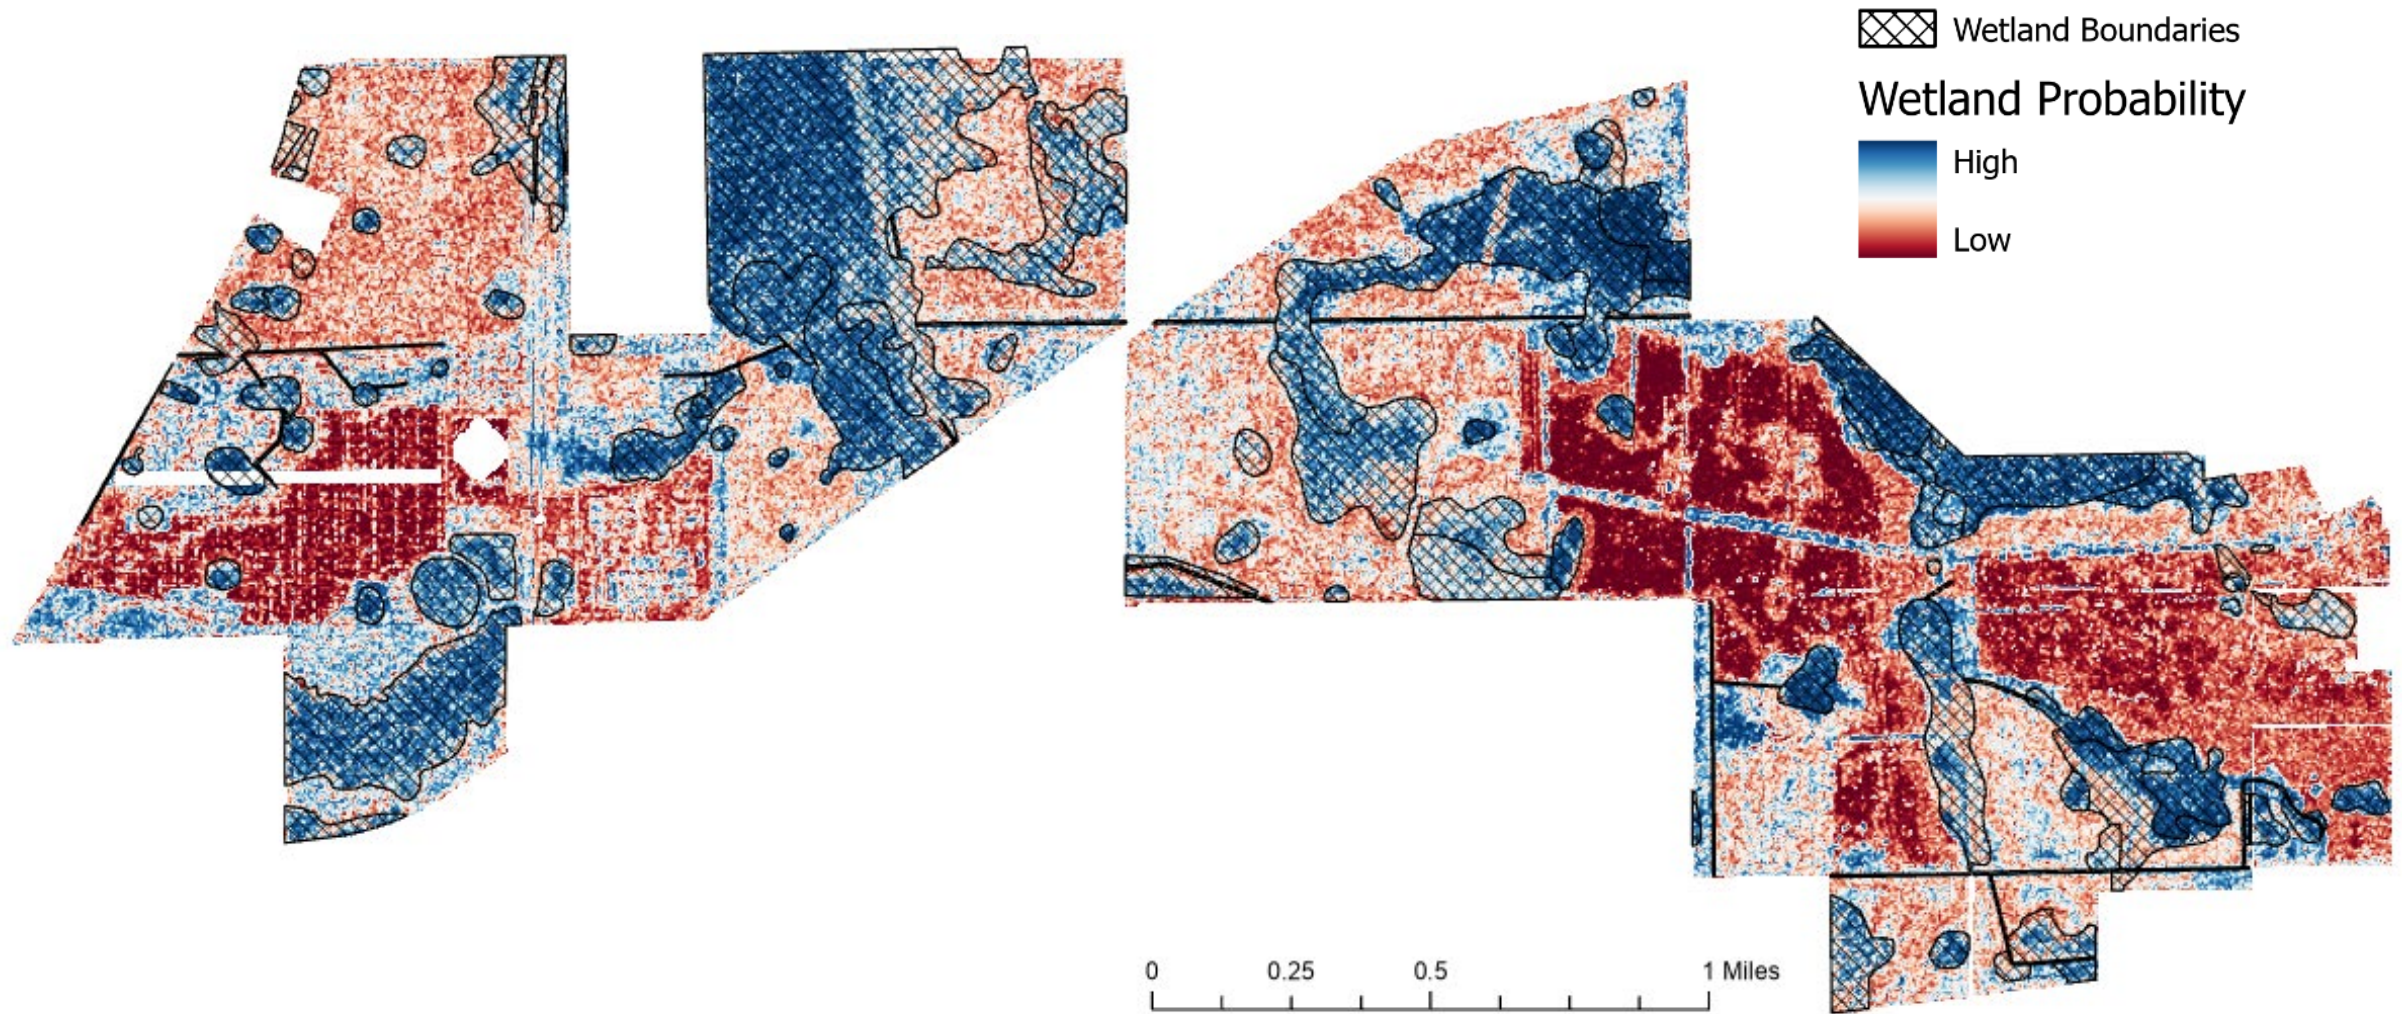 Wetland Boundaries
Wetland Probability
High
Low
0 0.25 0.5 1 Miles